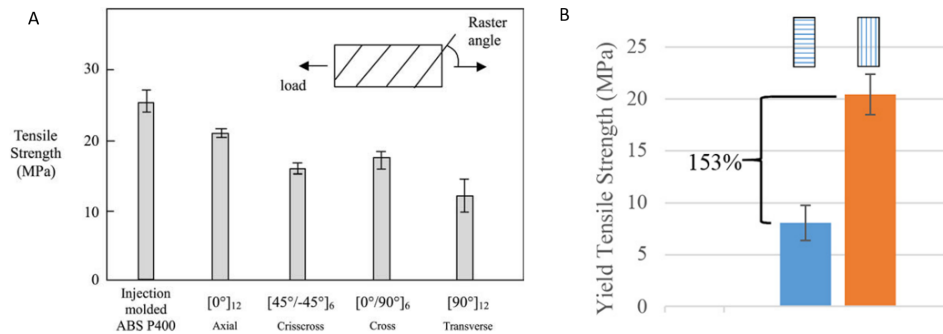 A
Tensile
Strength
(MPa)
30
20
10
0
Raster
angle
load
Injection
molded
ABS P400
[0°]₁₂
Axial
[45°/-45°]₆
Crisscross
[0°/90°]₆
Cross
[90°]₁₂
Transverse
B
Yield Tensile Strength (MPa)
25
20
15
10
5
0
153%